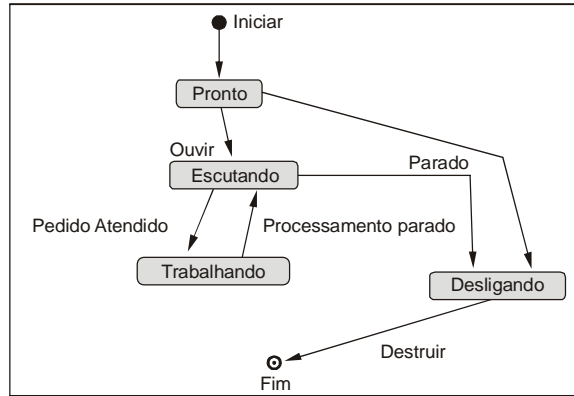 Iniciar
Pronto
Ouvir
Parado
Escutando
Pedido Atendido
Processamento parado
Trabalhando
Desligando
Destruir
Fim